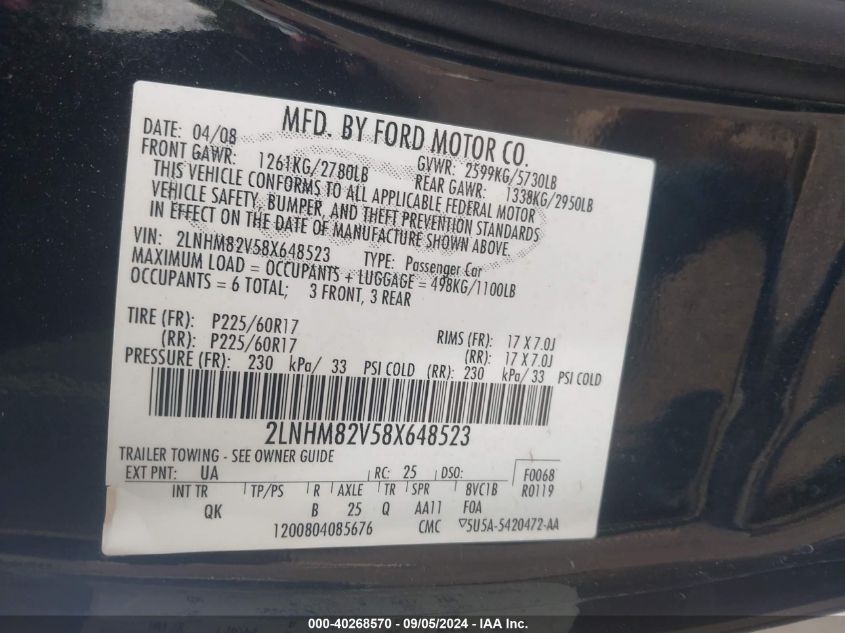 MFD. BY FORD MOTOR CO.
DATE: 04/08 GVWR: 2599KG/5730LB
FRONT GAWR: 1261KG/2780LB REAR GAWR: 1338KG/2950LB
THIS VEHICLE CONFORMS TO ALL APPLICABLE FEDERAL MOTOR
VEHICLE SAFETY, BUMPER, AND THEFT PREVENTION STANDARDS
IN EFFECT ON THE DATE OF MANUFACTURE SHOWN ABOVE.
VIN: 2LNHM82V58X648523 TYPE: Passenger Car
MAXIMUM LOAD = OCCUPANTS + LUGGAGE = 498KG/1100LB
OCCUPANTS = 6 TOTAL; 3 FRONT, 3 REAR
TIRE (FR): P225/60R17 RIMS (FR): 17 X 7.0J
(RR): P225/60R17 (RR): 17 X 7.0J
PRESSURE (FR): 230 kPa/ 33 PSI COLD (RR): 230 kPa/ 33 PSI COLD
2LNHM82V58X648523
TRAILER TOWING - SEE OWNER GUIDE
EXT PNT: UA RC: 25 DSO: F0068
R0119
INT TR TP/PS R AXLE TR SPR BVC1B
QK B 25 Q AA11 F0A
1200804085676 CMC ▽5U5A-5420472-AA
000-40268570 - 09/05/2024 - IAAI.COM